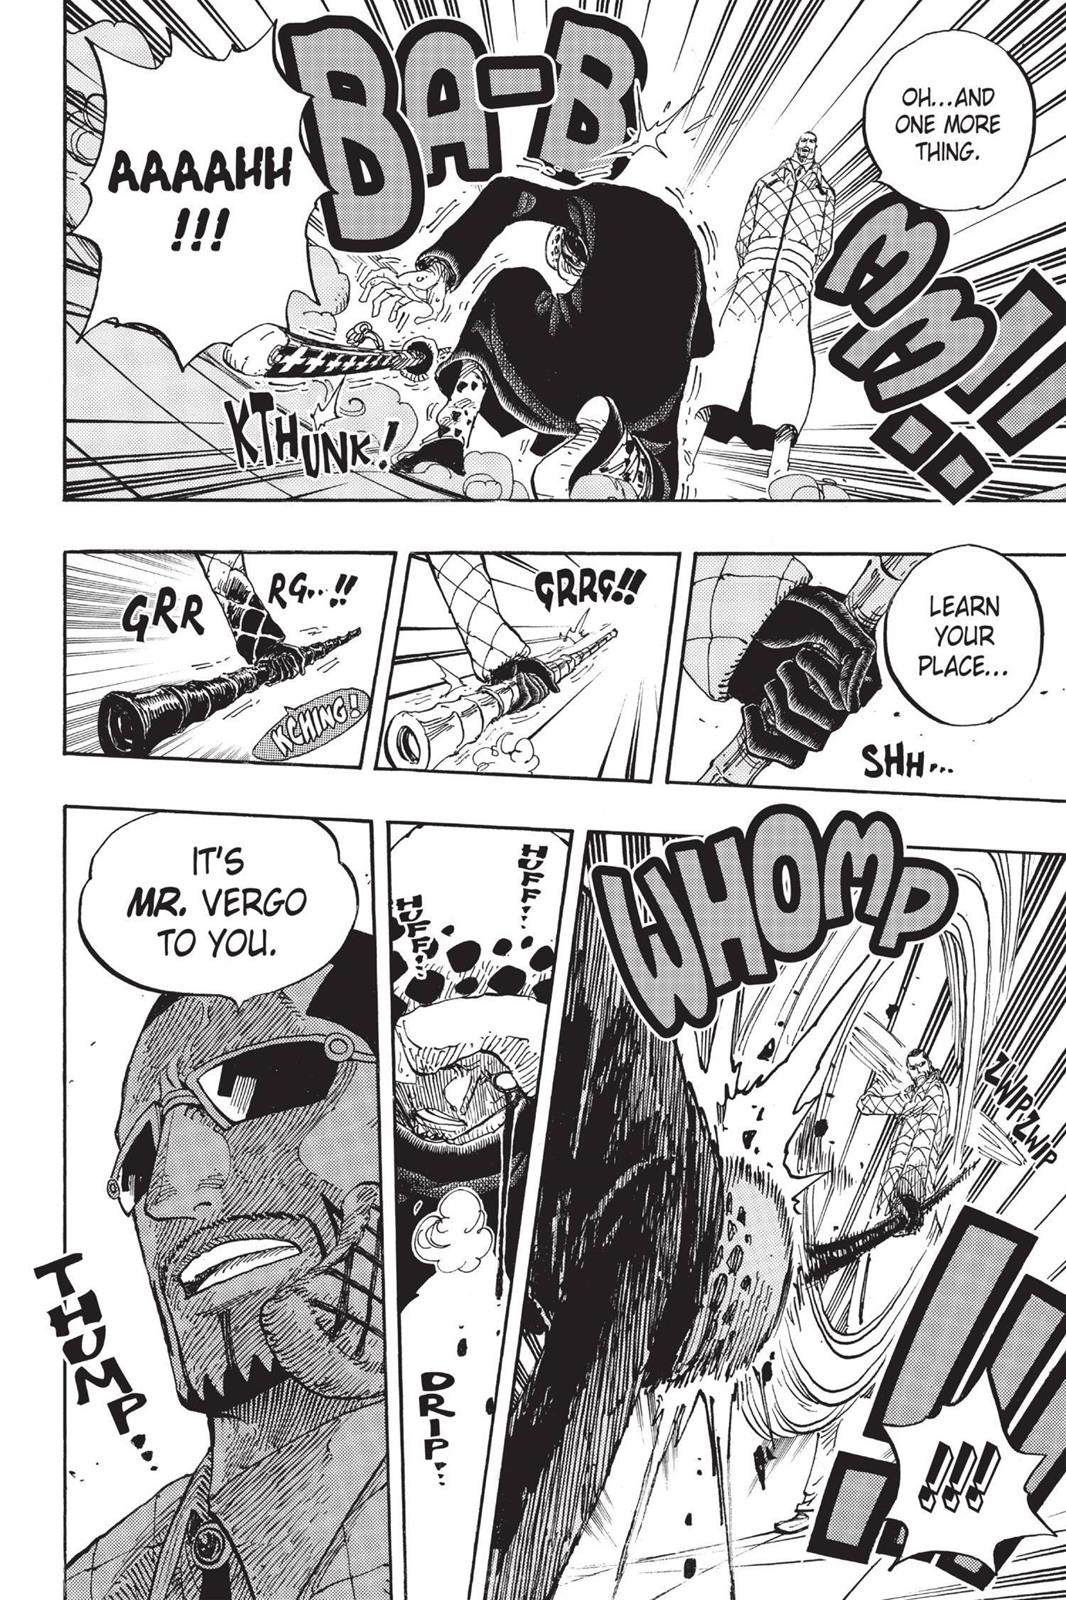 OH...AND
ONE MORE
THING.
BA-BMM!!
AAAAHH
!!!
KTHUNK!
LEARN
YOUR
PLACE...
SHH...
GRRG!!
GRR
RG..!!
KCHING!
WHOMP
!!
ZWIP.ZWIP
!!!
HUFF...
HUFF...
DRIP...
IT'S
MR. VERGO
TO YOU.
THUMP...